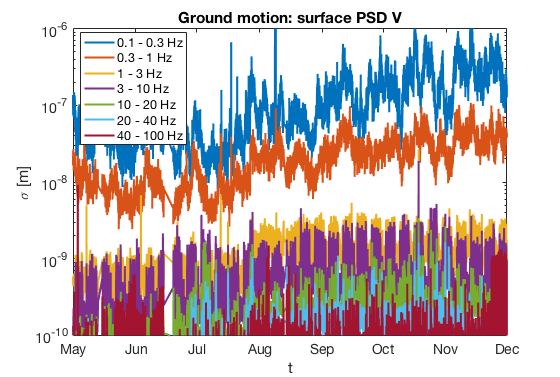 Ground motion: surface PSD V
10^-6
0.1 - 0.3 Hz
0.3 - 1 Hz
1 - 3 Hz
3 - 10 Hz
10 - 20 Hz
20 - 40 Hz
40 - 100 Hz
10^-7
σ [m]
10^-8
10^-9
10^-10
May Jun Jul Aug Sep Oct Nov Dec
t